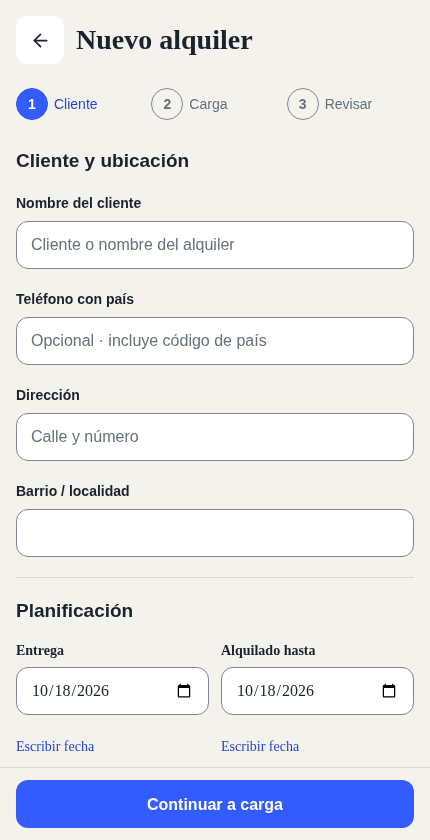 Nuevo alquiler
1 Cliente 2 Carga 3 Revisar
Cliente y ubicación
Nombre del cliente
Cliente o nombre del alquiler
Teléfono con país
Opcional · incluye código de país
Dirección
Calle y número
Barrio / localidad
Planificación
Entrega Alquilado hasta
10/18/2026 10/18/2026
Escribir fecha Escribir fecha
Continuar a carga